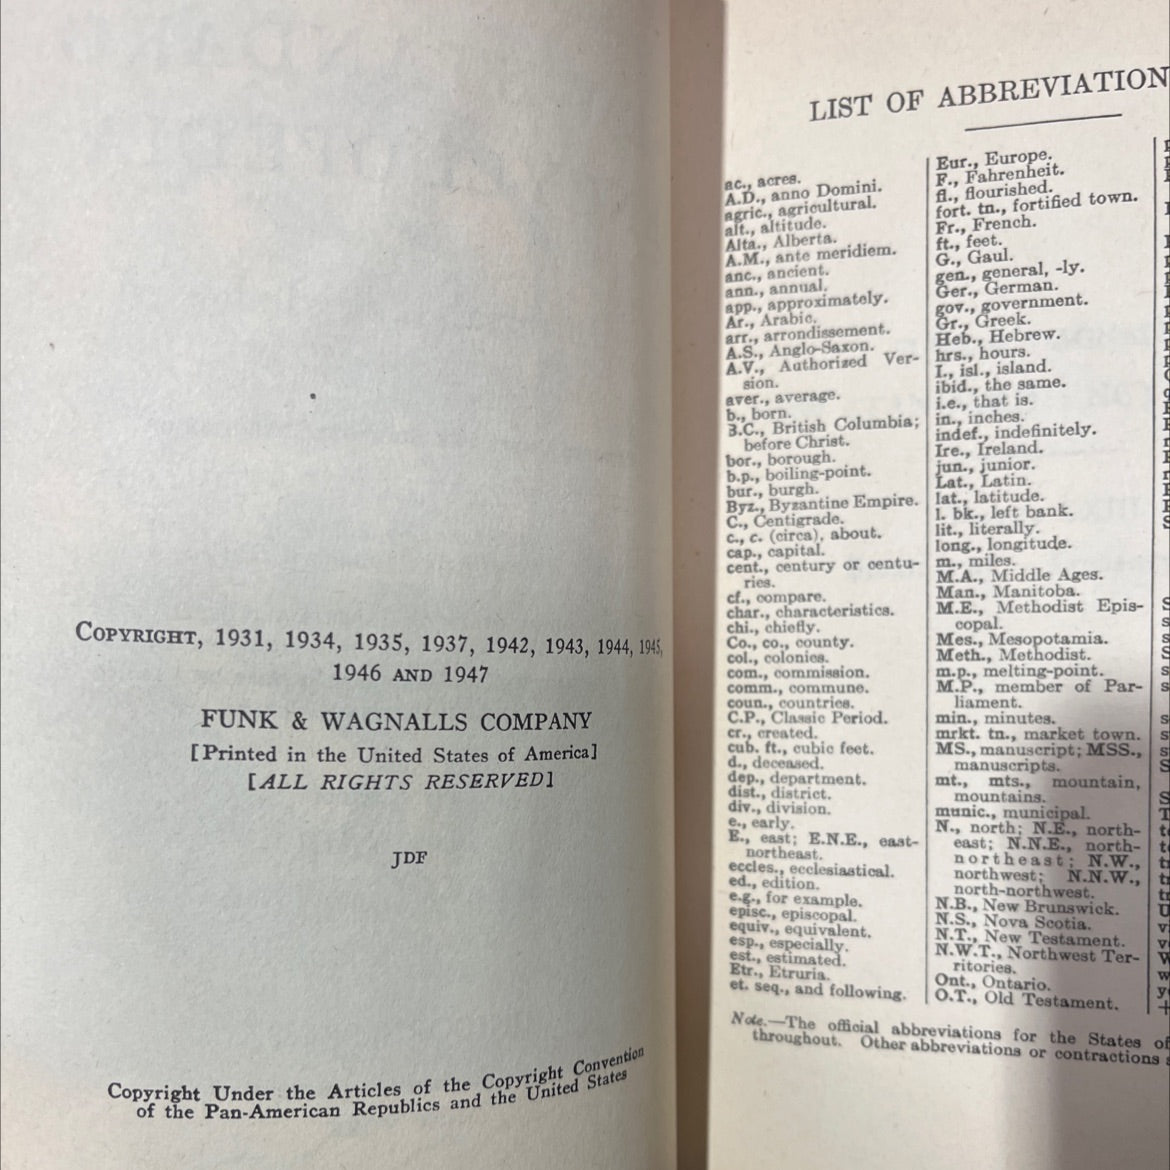 COPYRIGHT, 1931, 1934, 1935, 1937, 1942, 1943, 1944, 1945,
1946 AND 1947
FUNK & WAGNALLS COMPANY
[Printed in the United States of America]
[ALL RIGHTS RESERVED]
JDF
Copyright Under the Articles of the Copyright Convention
of the Pan-American Republics and the United States
LIST OF ABBREVIATION
ac., acres.
A.D., anno Domini.
agric., agricultural.
alt., altitude.
Alta., Alberta.
A.M., ante meridiem.
anc., ancient.
ann., annual.
app., approximately.
Ar., Arabic.
arr., arrondissement.
A.S., Anglo-Saxon.
A.V., Authorized Ver-
sion.
aver., average.
b., born.
B.C., British Columbia;
before Christ.
bor., borough.
b.p., boiling-point.
bur., burgh.
Byz., Byzantine Empire.
C., Centigrade.
c., c. (circa), about.
cap., capital.
cent., century or centu-
ries.
cf., compare.
char., characteristics.
chi., chiefly.
Co., co., county.
col., colonies.
com., commission.
comm., commune.
coun., countries.
C.P., Classic Period.
cr., created.
cub. ft., cubic feet.
d., deceased.
dep., department.
dist., district.
div., division.
e., early.
E., east; E.N.E., east-
northeast.
eccles., ecclesiastical.
ed., edition.
e.g., for example.
episc., episcopal.
equiv., equivalent.
esp., especially.
est., estimated.
Etr., Etruria.
et. seq., and following.
Eur., Europe.
F., Fahrenheit.
fl., flourished.
fort. tn., fortified town.
Fr., French.
ft., feet.
G., Gaul.
gen., general, -ly.
Ger., German.
gov., government.
Gr., Greek.
Heb., Hebrew.
hrs., hours.
I., isl., island.
ibid., the same.
i.e., that is.
in., inches.
indef., indefinitely.
Ire., Ireland.
jun., junior.
Lat., Latin.
lat., latitude.
l. bk., left bank.
lit., literally.
long., longitude.
m., miles.
M.A., Middle Ages.
Man., Manitoba.
M.E., Methodist Epis-
copal.
Mes., Mesopotamia.
Meth., Methodist.
m.p., melting-point.
M.P., member of Par-
liament.
min., minutes.
mrkt. tn., market town.
MS., manuscript; MSS.,
manuscripts.
mt., mts., mountain,
mountains.
munic., municipal.
N., north; N.E., north-
east; N.N.E., north-
northeast; N.W.,
northwest; N.N.W.,
north-northwest.
N.B., New Brunswick.
N.S., Nova Scotia.
N.T., New Testament.
N.W.T., Northwest Ter-
ritories.
Ont., Ontario.
O.T., Old Testament.
Note.—The official abbreviations for the States of
throughout. Other abbreviations or contractions